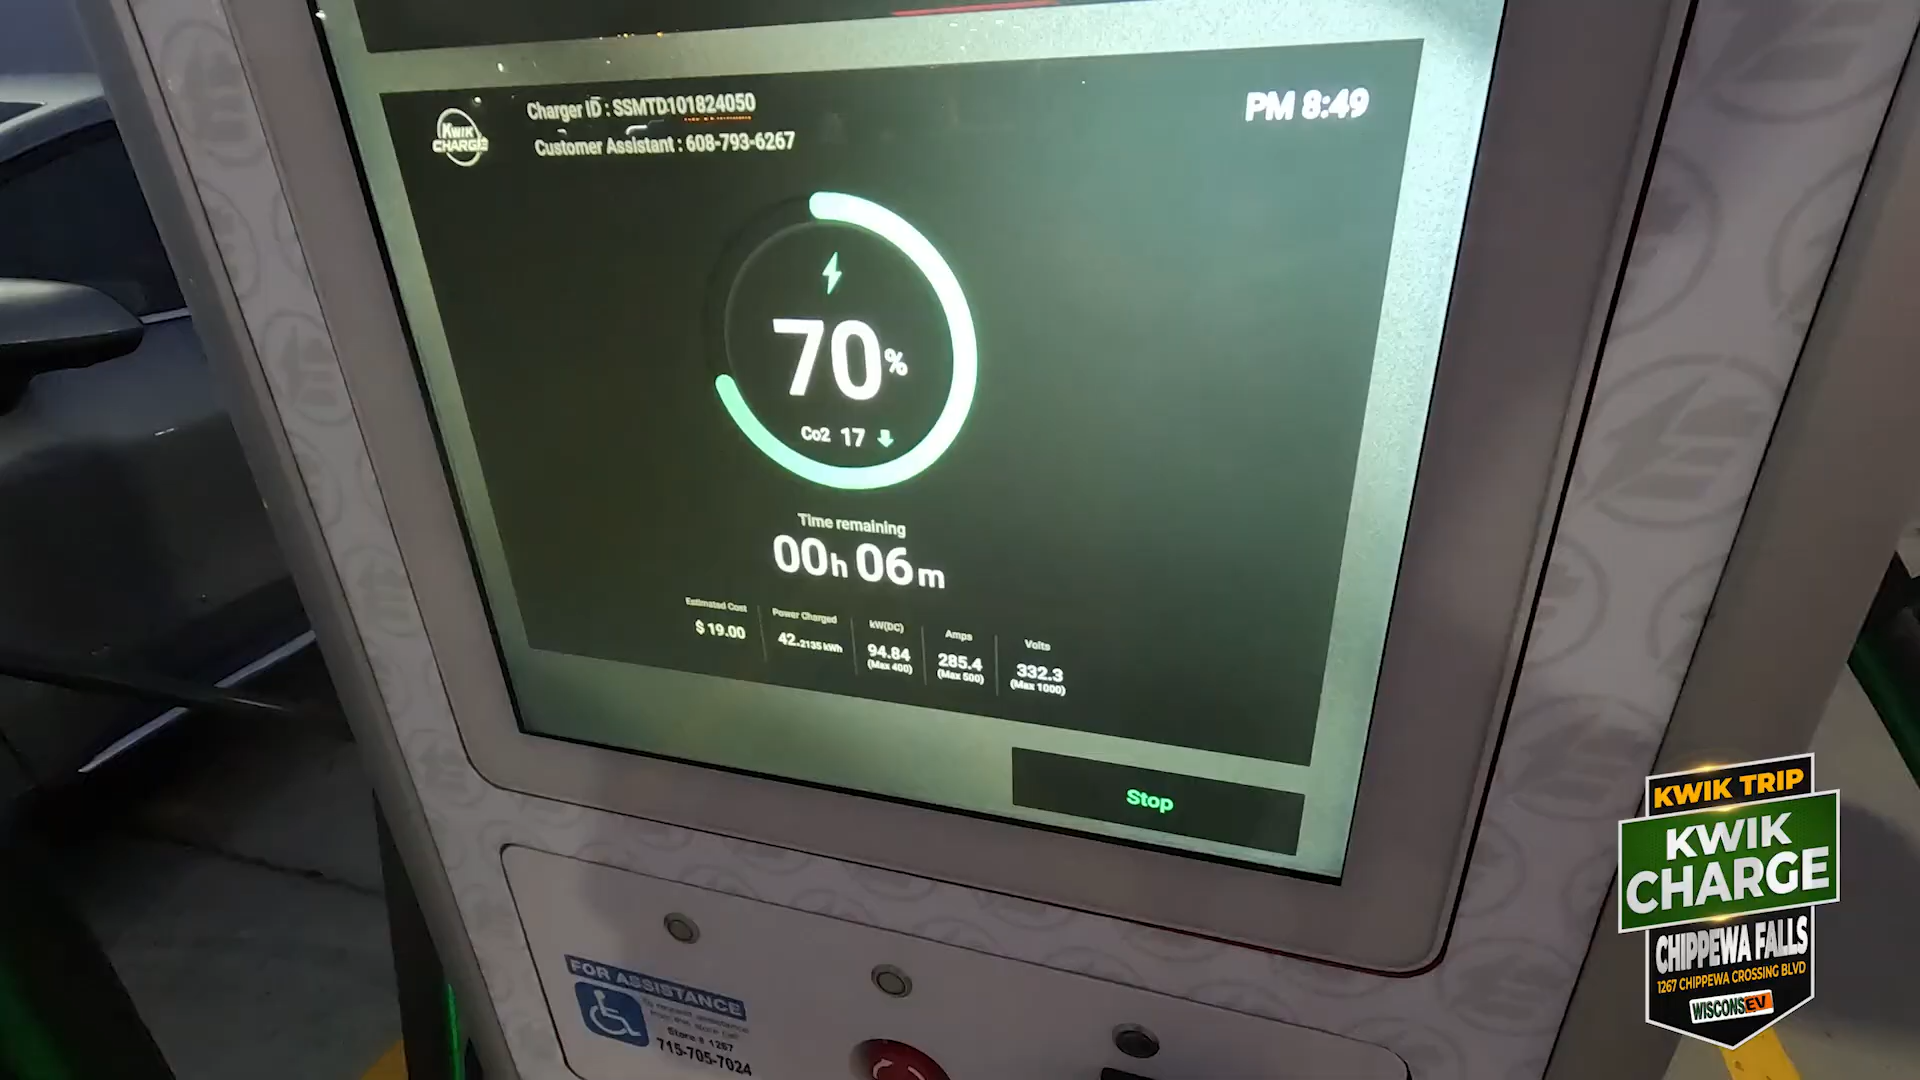 KWIK
CHARGE
Charger ID : SSMTD101824050
Customer Assistant : 608-793-6267
PM 8:49
70%
Co2 17
Time remaining
00h 06m
Estimated Cost
$ 19.00
Power Charged
42.2135 kWh
kW(DC)
94.84
(Max 400)
Amps
285.4
(Max 500)
Volts
332.3
(Max 1000)
Stop
FOR ASSISTANCE
Store # 1267
715-705-7024
KWIK TRIP
KWIK
CHARGE
CHIPPEWA FALLS
1267 CHIPPEWA CROSSING BLVD
WISCONSEV